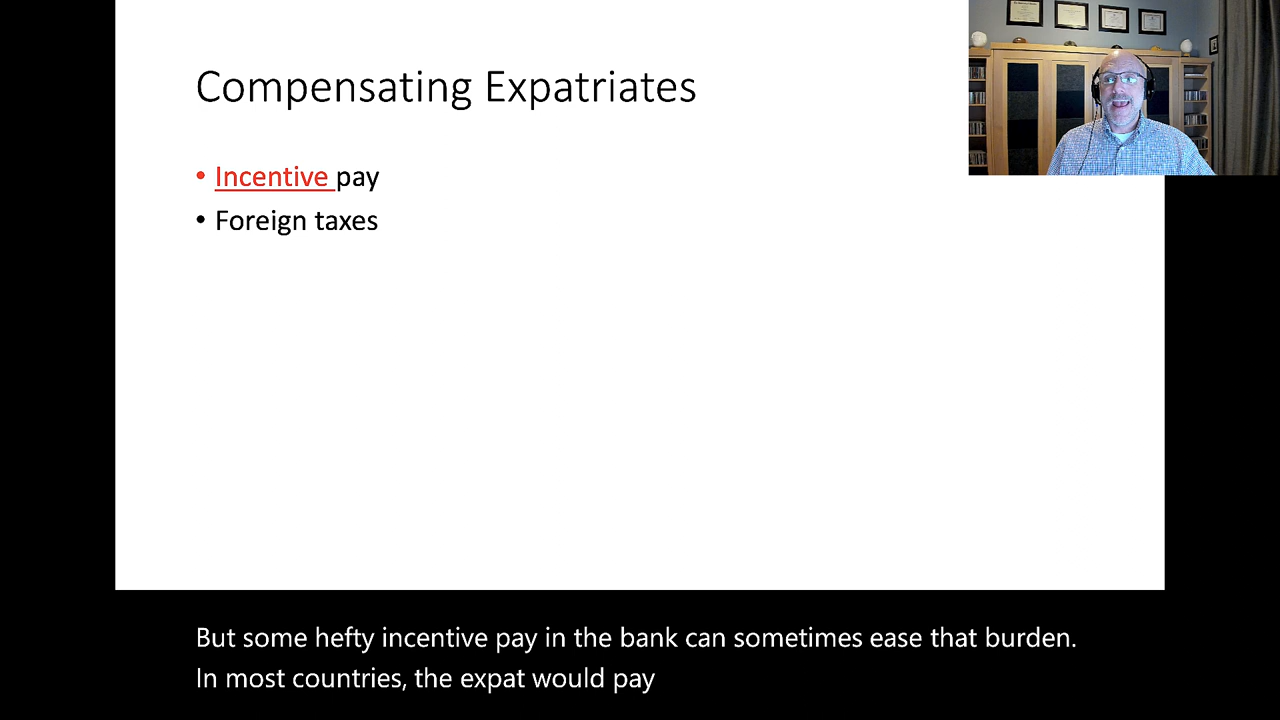 Compensating Expatriates
• Incentive pay
• Foreign taxes
But some hefty incentive pay in the bank can sometimes ease that burden.
In most countries, the expat would pay